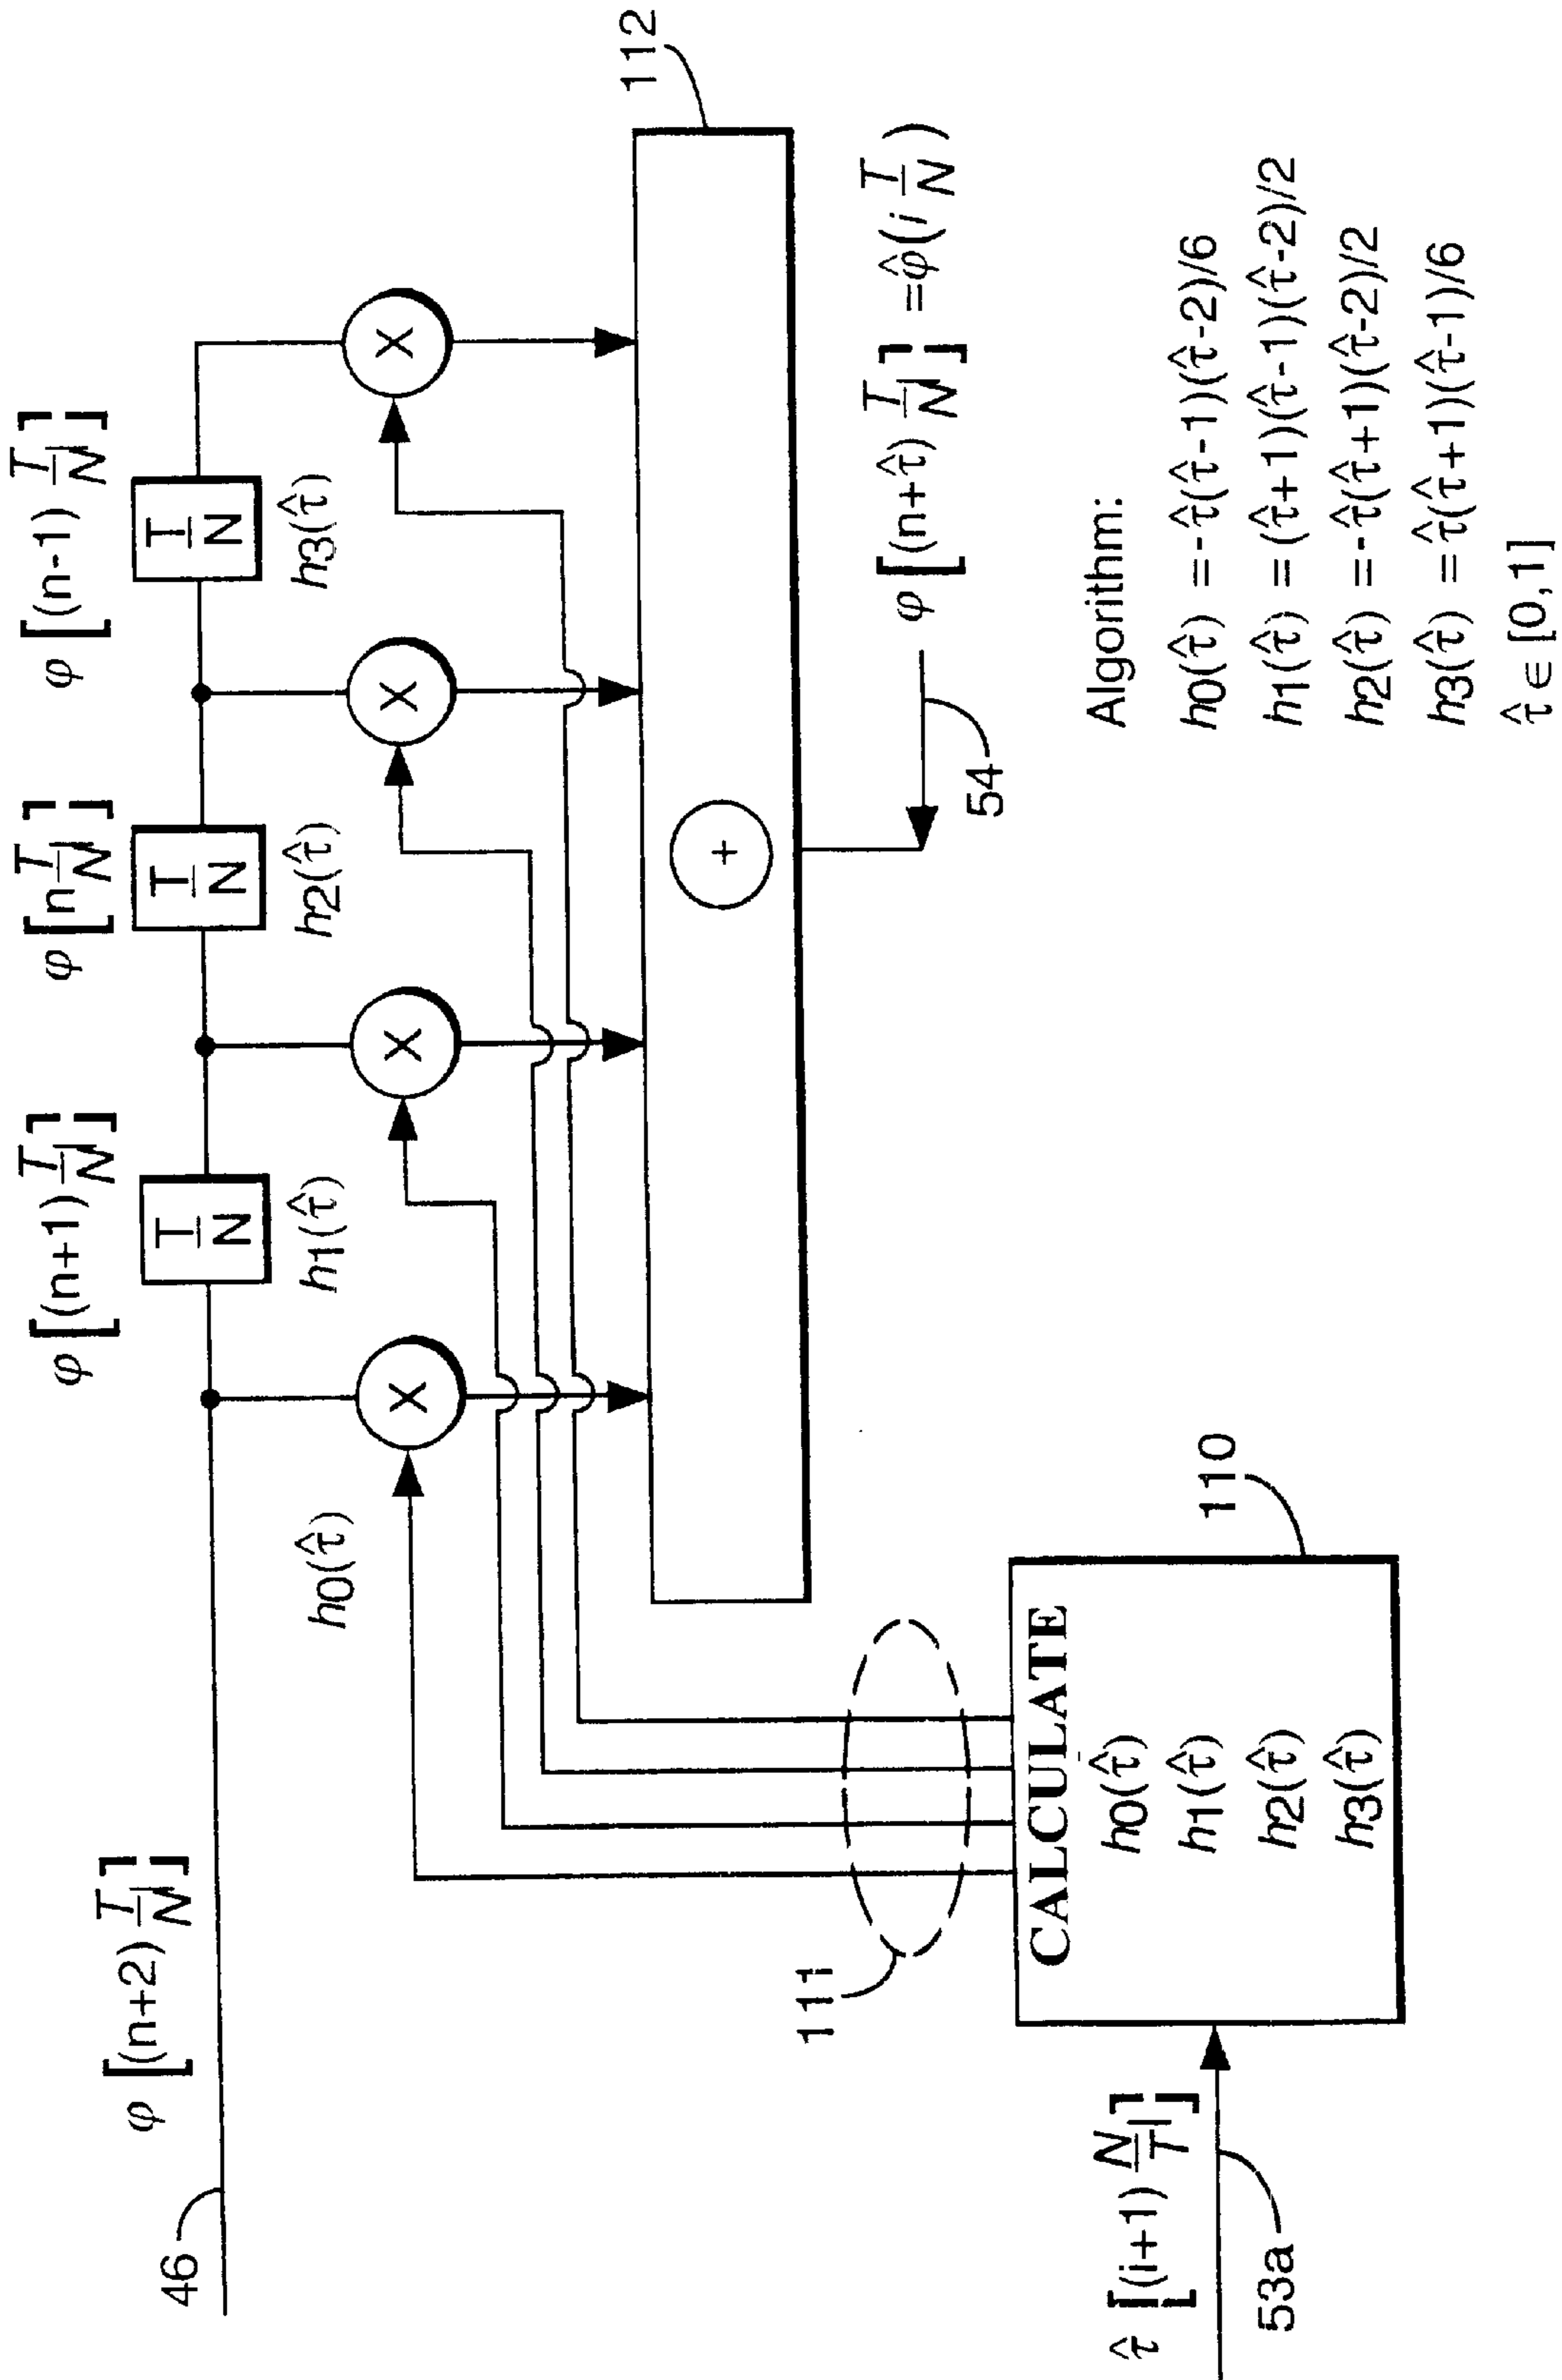 46
φ [(n+2) T/N]
φ [(n+1) T/N]
φ [n T/N]
φ [(n-1) T/N]
T/N
T/N
T/N
h0(τ̂)
h1(τ̂)
h2(τ̂)
h3(τ̂)
X
X
X
X
+
112
111
54
φ [(n+τ̂) T/N] =φ̂(i T/N)
τ̂ [(i+1) N/T]
53a
CALCULATE
h0(τ̂)
h1(τ̂)
h2(τ̂)
h3(τ̂)
110
Algorithm:
h0(τ̂) =-τ̂(τ̂-1)(τ̂-2)/6
h1(τ̂) =(τ̂+1)(τ̂-1)(τ̂-2)/2
h2(τ̂) =-τ̂(τ̂+1)(τ̂-2)/2
h3(τ̂) =τ̂(τ̂+1)(τ̂-1)/6
τ̂ ∈ [0,1]